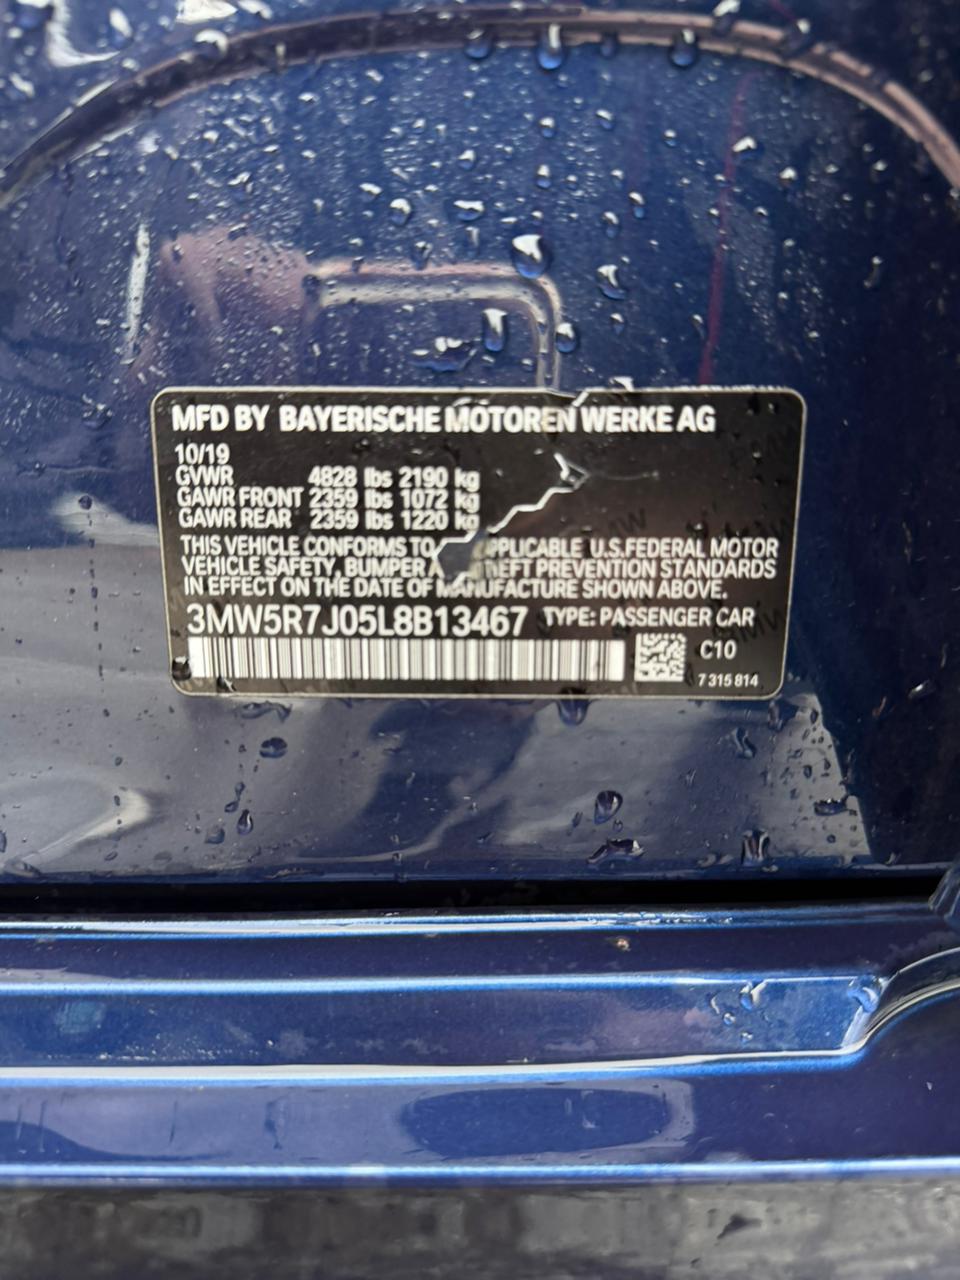 MFD BY BAYERISCHE MOTOREN WERKE AG
10/19
GVWR 4828 lbs 2190 kg
GAWR FRONT 2359 lbs 1072 kg
GAWR REAR 2359 lbs 1220 kg
THIS VEHICLE CONFORMS TO APPLICABLE U.S.FEDERAL MOTOR
VEHICLE SAFETY, BUMPER THEFT PREVENTION STANDARDS
IN EFFECT ON THE DATE OF MANUFACTURE SHOWN ABOVE.
3MW5R7J05L8B13467 TYPE: PASSENGER CAR
C10
7 315 814